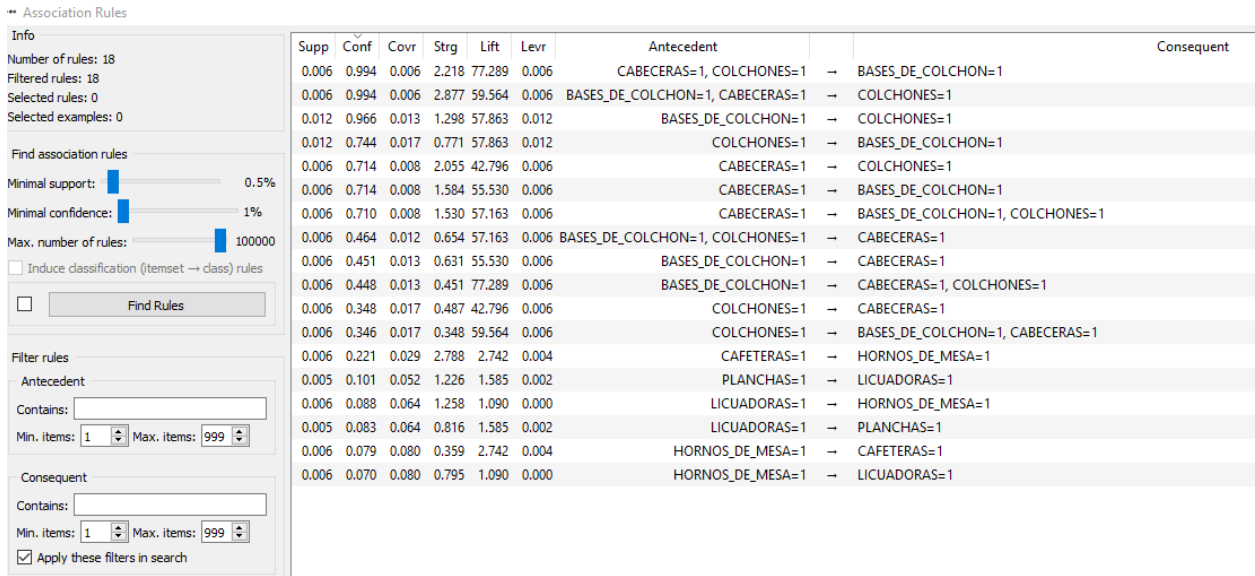 Association Rules
Info
Number of rules: 18
Filtered rules: 18
Selected rules: 0
Selected examples: 0
Find association rules
Minimal support: 0.5%
Minimal confidence: 1%
Max. number of rules: 100000
Induce classification (itemset → class) rules
Find Rules
Filter rules
Antecedent
Contains:
Min. items: 1 Max. items: 999
Consequent
Contains:
Min. items: 1 Max. items: 999
Apply these filters in search
Supp Conf Covr Strg Lift Levr Antecedent Consequent
0.006 0.994 0.006 2.218 77.289 0.006 CABECERAS=1, COLCHONES=1 → BASES_DE_COLCHON=1
0.006 0.994 0.006 2.877 59.564 0.006 BASES_DE_COLCHON=1, CABECERAS=1 → COLCHONES=1
0.012 0.966 0.013 1.298 57.863 0.012 BASES_DE_COLCHON=1 → COLCHONES=1
0.012 0.744 0.017 0.771 57.863 0.012 COLCHONES=1 → BASES_DE_COLCHON=1
0.006 0.714 0.008 2.055 42.796 0.006 CABECERAS=1 → COLCHONES=1
0.006 0.714 0.008 1.584 55.530 0.006 CABECERAS=1 → BASES_DE_COLCHON=1
0.006 0.710 0.008 1.530 57.163 0.006 CABECERAS=1 → BASES_DE_COLCHON=1, COLCHONES=1
0.006 0.464 0.012 0.654 57.163 0.006 BASES_DE_COLCHON=1, COLCHONES=1 → CABECERAS=1
0.006 0.451 0.013 0.631 55.530 0.006 BASES_DE_COLCHON=1 → CABECERAS=1
0.006 0.448 0.013 0.451 77.289 0.006 BASES_DE_COLCHON=1 → CABECERAS=1, COLCHONES=1
0.006 0.348 0.017 0.487 42.796 0.006 COLCHONES=1 → CABECERAS=1
0.006 0.346 0.017 0.348 59.564 0.006 COLCHONES=1 → BASES_DE_COLCHON=1, CABECERAS=1
0.006 0.221 0.029 2.788 2.742 0.004 CAFETERAS=1 → HORNOS_DE_MESA=1
0.005 0.101 0.052 1.226 1.585 0.002 PLANCHAS=1 → LICUADORAS=1
0.006 0.088 0.064 1.258 1.090 0.000 LICUADORAS=1 → HORNOS_DE_MESA=1
0.005 0.083 0.064 0.816 1.585 0.002 LICUADORAS=1 → PLANCHAS=1
0.006 0.079 0.080 0.359 2.742 0.004 HORNOS_DE_MESA=1 → CAFETERAS=1
0.006 0.070 0.080 0.795 1.090 0.000 HORNOS_DE_MESA=1 → LICUADORAS=1